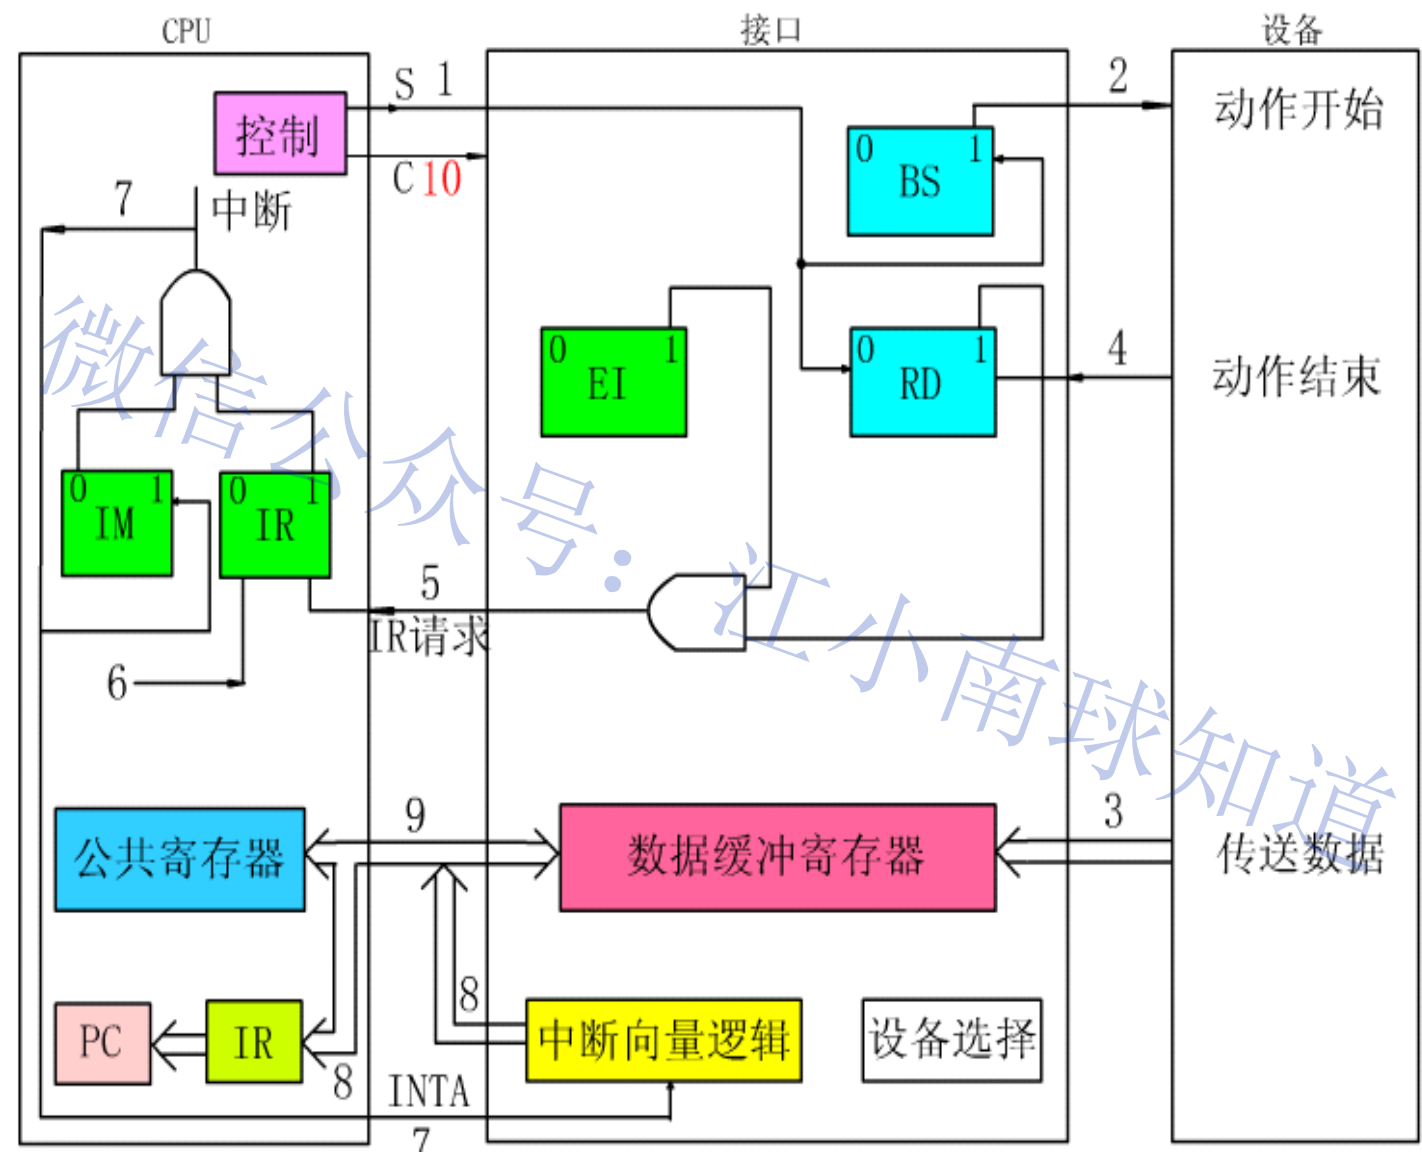 CPU
接口
设备
控制
S 1
C 10
2
动作开始
0 1
BS
7
中断
0 1
EI
0 1
RD
4
动作结束
0 1
IM
0 1
IR
5
IR请求
6
公共寄存器
9
数据缓冲寄存器
3
传送数据
PC
IR
8
8
中断向量逻辑
设备选择
INTA
7
微信公众号:江小南球知道